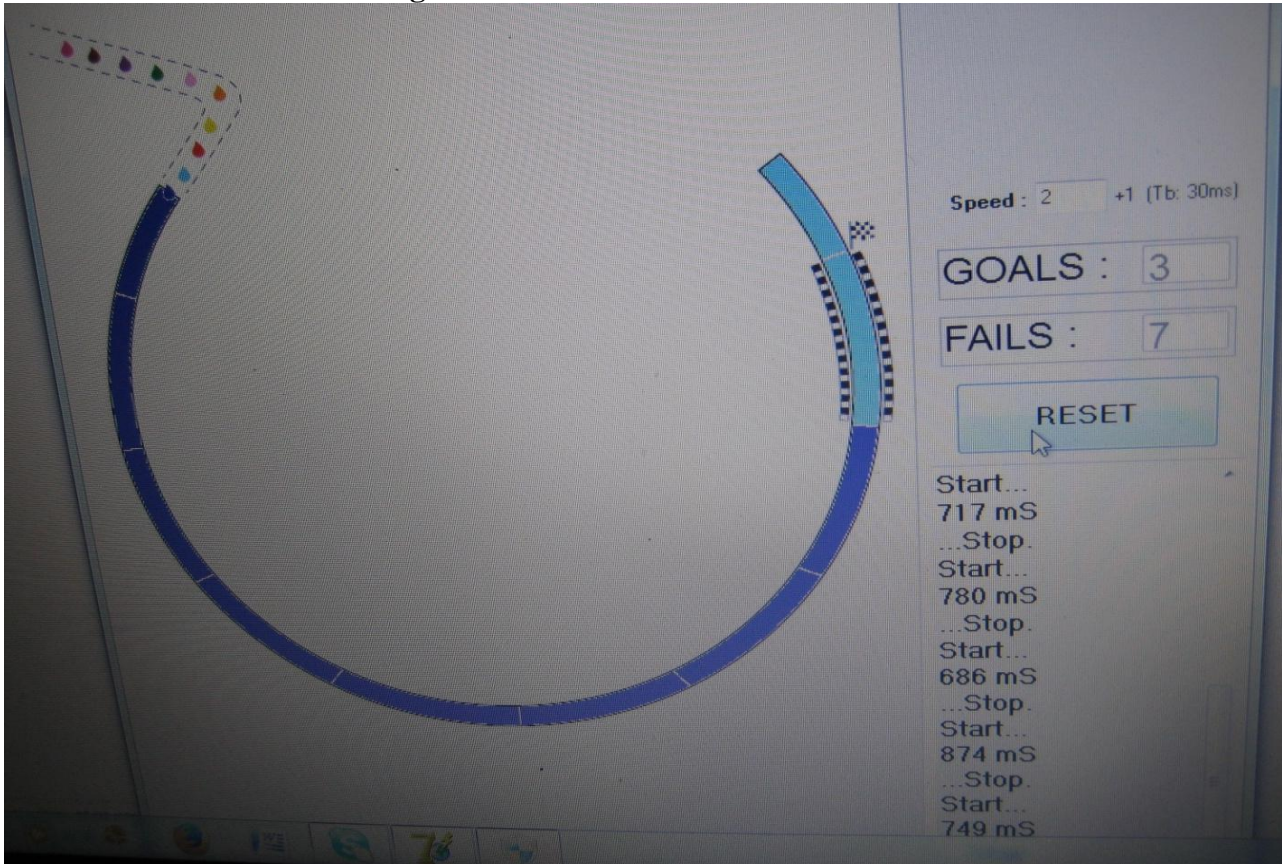 Speed : 2 +1 (Tb: 30ms)
GOALS : 3
FAILS : 7
RESET
Start...
717 mS
...Stop.
Start...
780 mS
...Stop.
Start...
686 mS
...Stop.
Start...
874 mS
...Stop.
Start...
749 mS